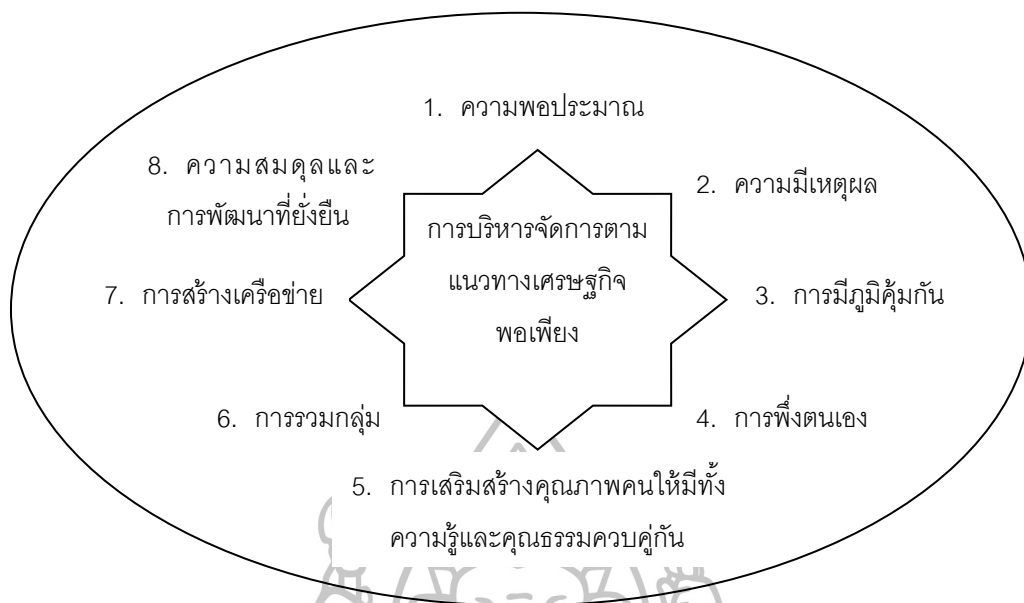 1. ความพอประมาณ
2. ความมีเหตุผล
3. การมีภูมิคุ้มกัน
4. การพึ่งตนเอง
5. การเสริมสร้างคุณภาพคนให้มีทั้ง
ความรู้และคุณธรรมควบคู่กัน
6. การรวมกลุ่ม
7. การสร้างเครือข่าย
8. ความสมดุลและ
การพัฒนาที่ยั่งยืน
การบริหารจัดการตาม
แนวทางเศรษฐกิจ
พอเพียง